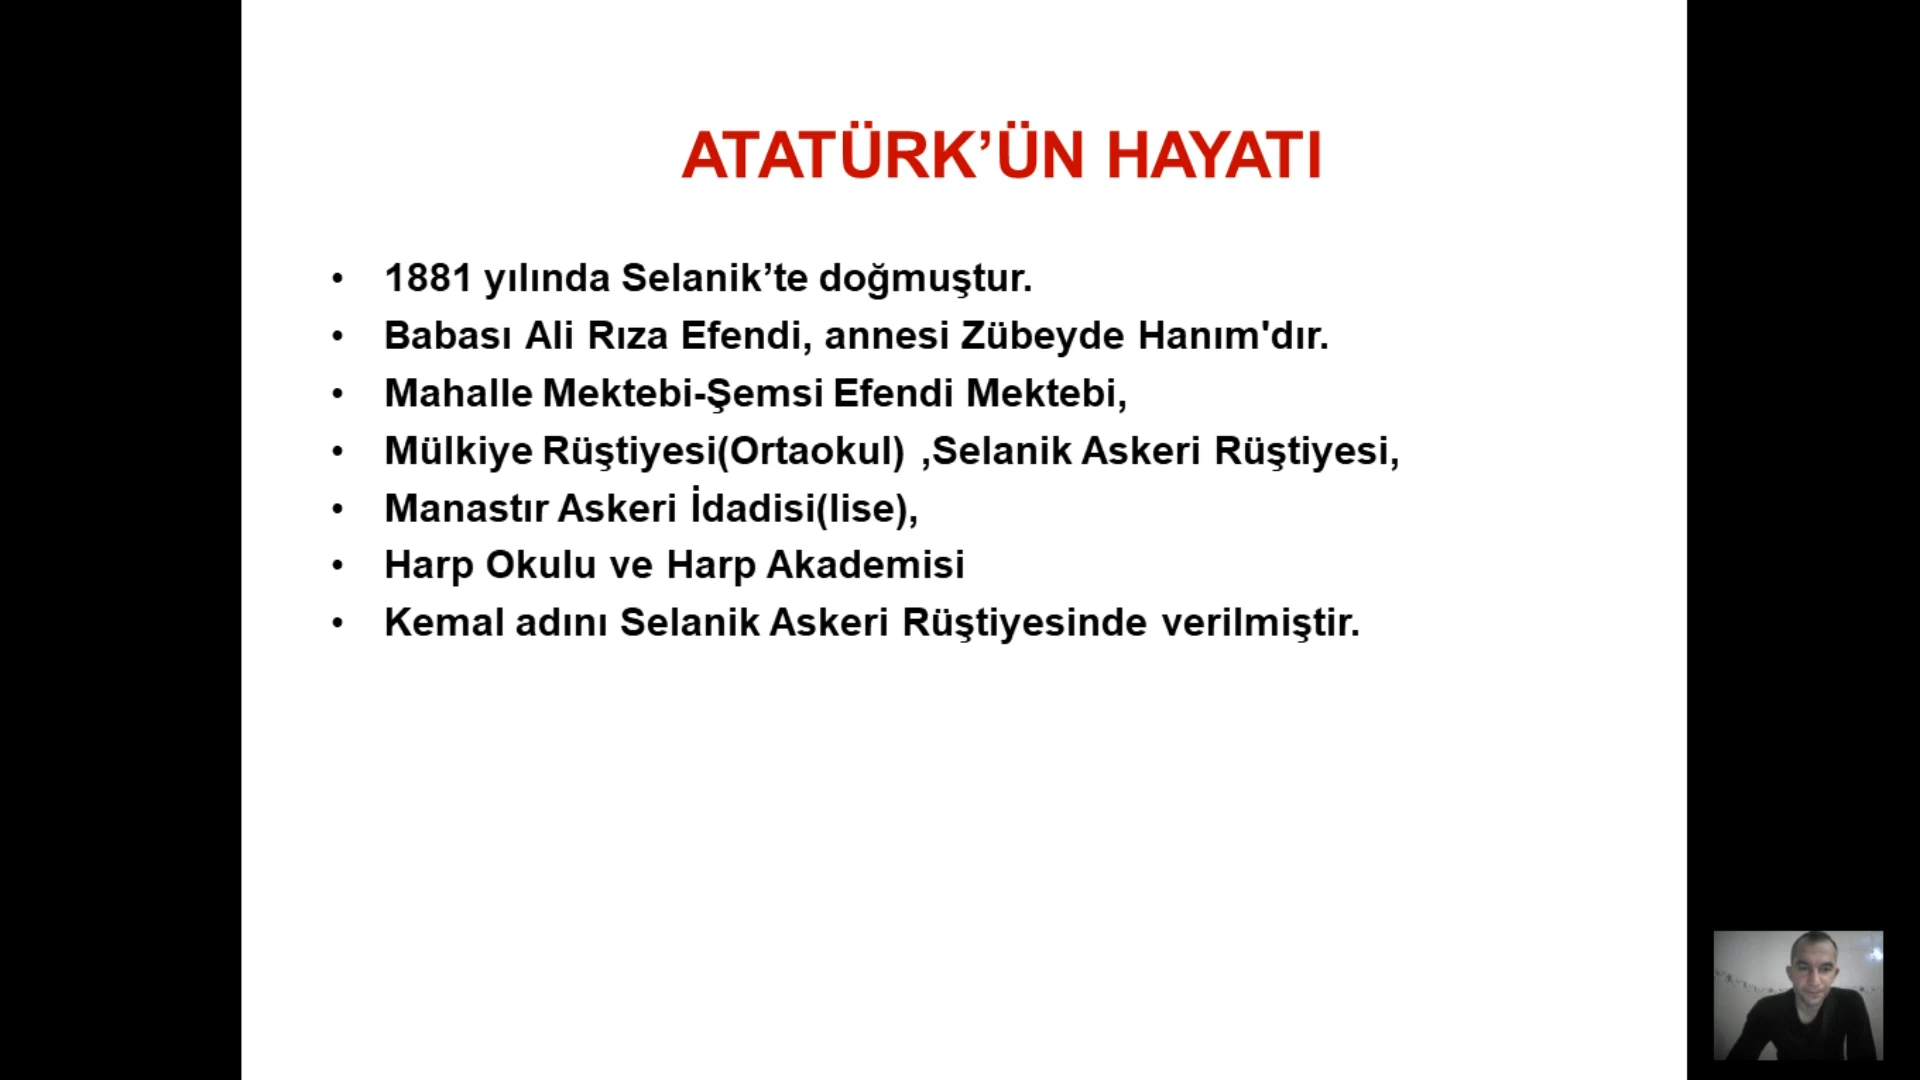 ATATÜRK’ÜN HAYATI
• 1881 yılında Selanik’te doğmuştur.
• Babası Ali Rıza Efendi, annesi Zübeyde Hanım'dır.
• Mahalle Mektebi-Şemsi Efendi Mektebi,
• Mülkiye Rüştiyesi(Ortaokul) ,Selanik Askeri Rüştiyesi,
• Manastır Askeri İdadisi(lise),
• Harp Okulu ve Harp Akademisi
• Kemal adını Selanik Askeri Rüştiyesinde verilmiştir.